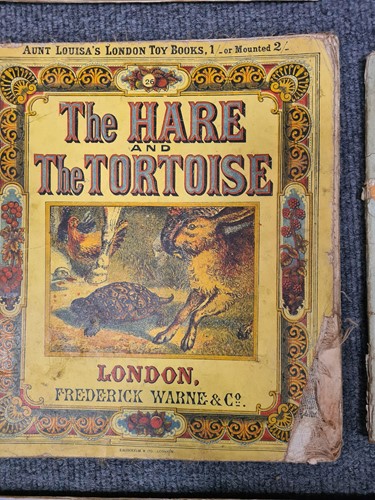 AUNT LOUISA'S LONDON TOY BOOKS, 1/- or Mounted 2/-
26
The HARE
AND
The TORTOISE
LONDON,
FREDERICK WARNE & Co.